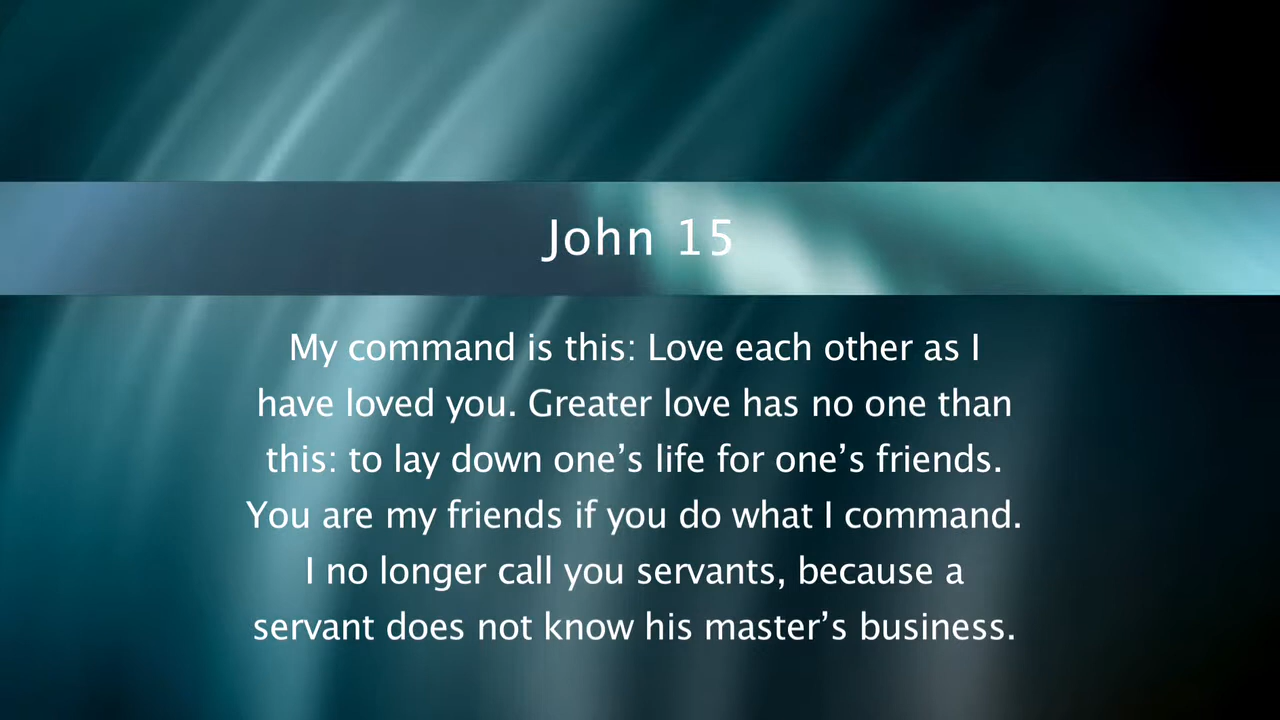 John 15
My command is this: Love each other as I
have loved you. Greater love has no one than
this: to lay down one’s life for one’s friends.
You are my friends if you do what I command.
I no longer call you servants, because a
servant does not know his master’s business.